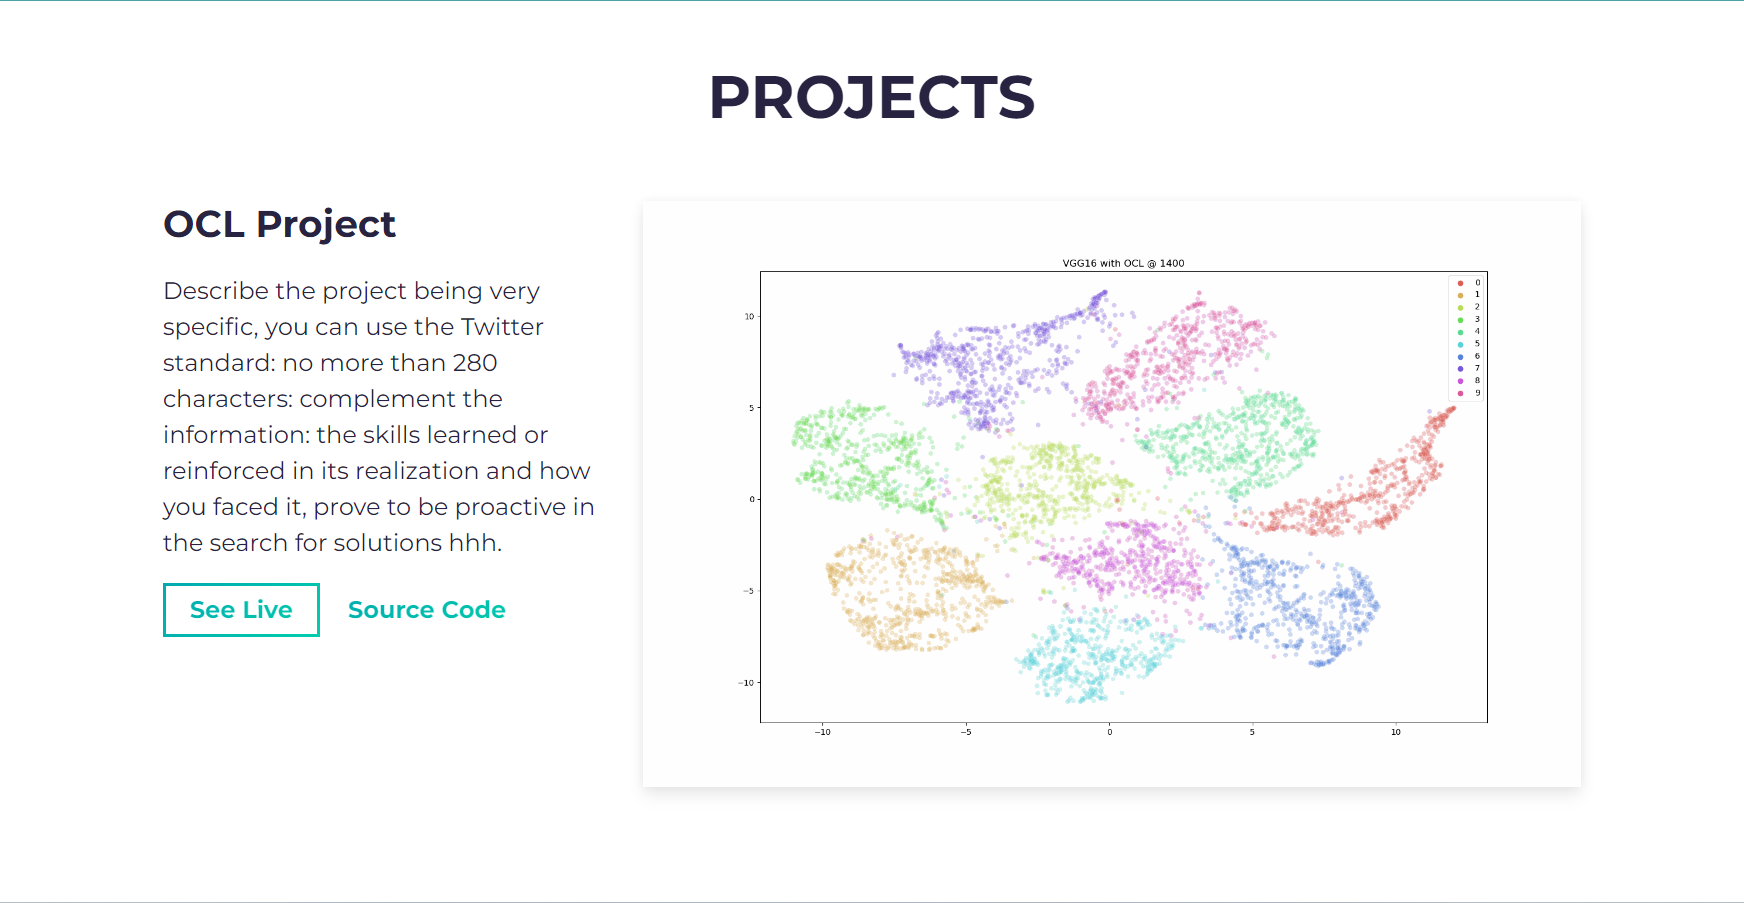 PROJECTS
OCL Project
Describe the project being very
specific, you can use the Twitter
standard: no more than 280
characters: complement the
information: the skills learned or
reinforced in its realization and how
you faced it, prove to be proactive in
the search for solutions hhh.
See Live
Source Code
VGG16 with OCL @ 1400
0
1
2
3
4
5
6
7
8
9
10
5
0
−5
−10
−10
−5
0
5
10